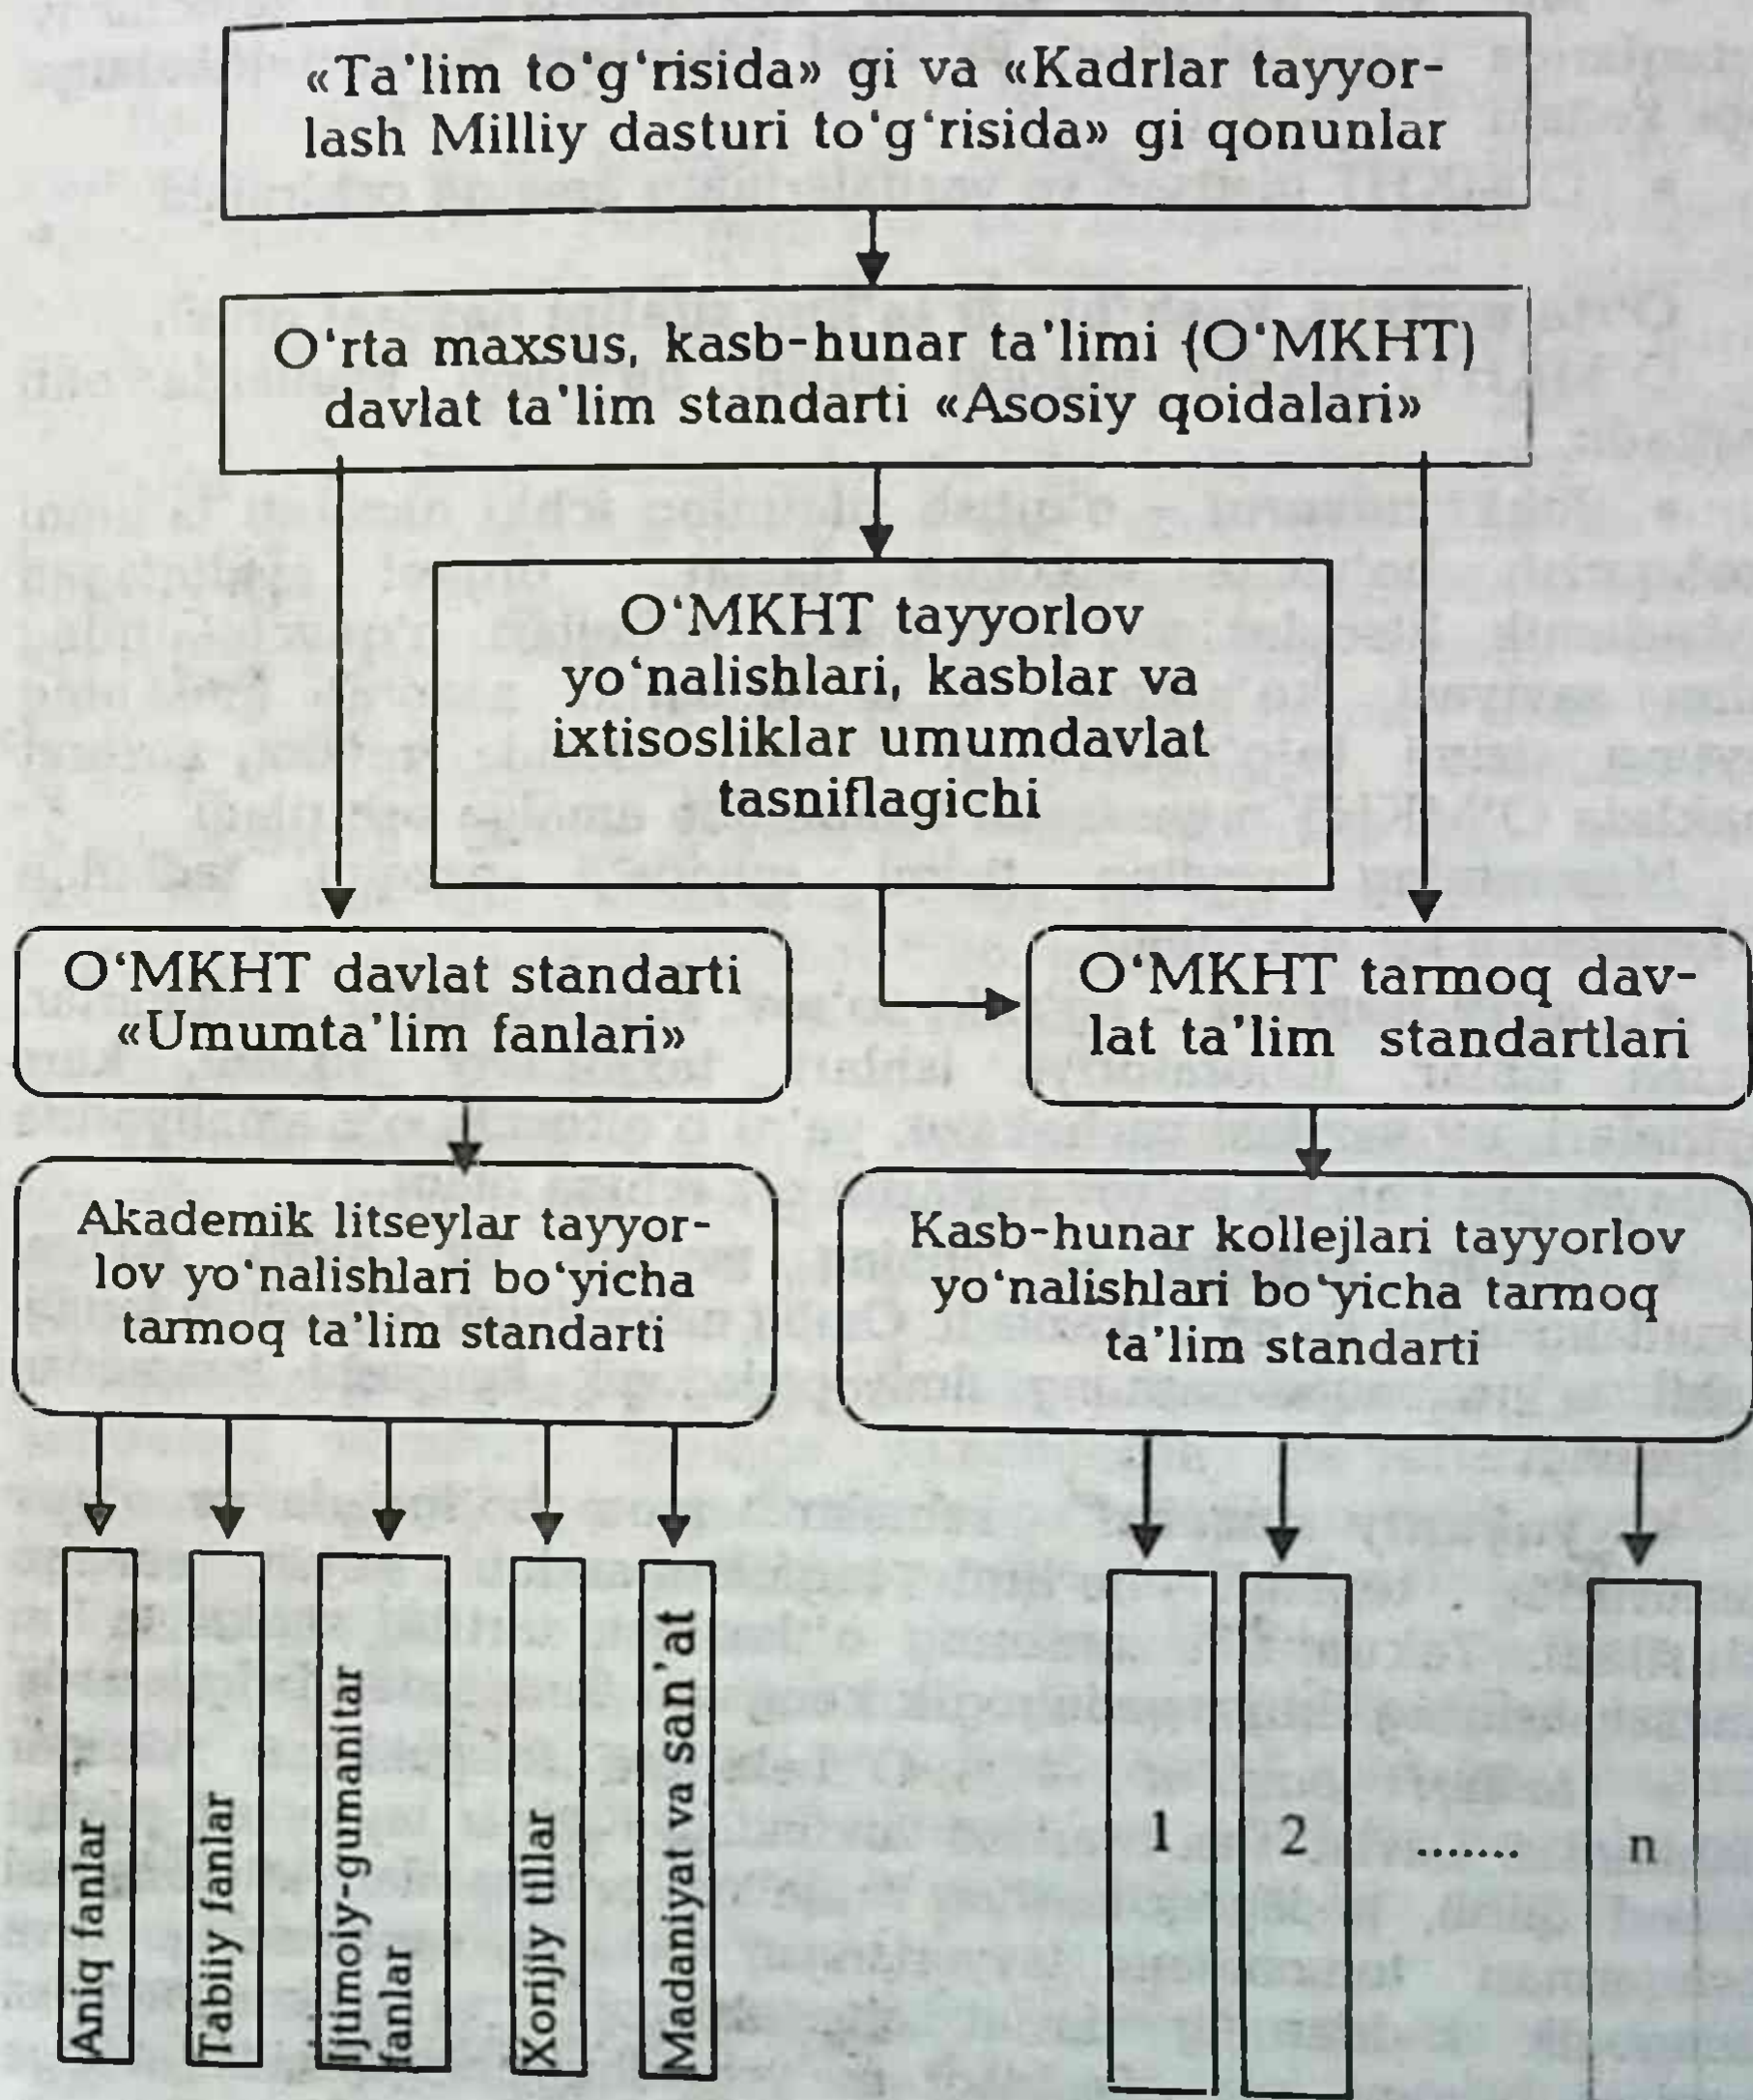 «Ta'lim to‘g‘risida» gi va «Kadrlar tayyor-
lash Milliy dasturi to‘g‘risida» gi qonunlar
O‘rta maxsus, kasb-hunar ta'limi (O‘MKHT)
davlat ta'lim standarti «Asosiy qoidalari»
O‘MKHT tayyorlov
yo‘nalishlari, kasblar va
ixtisosliklar umumdavlat
tasniflagichi
O‘MKHT davlat standarti
«Umumta'lim fanlari»
O‘MKHT tarmoq dav-
lat ta'lim standartlari
Akademik litseylar tayyor-
lov yo‘nalishlari bo‘yicha
tarmoq ta'lim standarti
Kasb-hunar kollejlari tayyorlov
yo‘nalishlari bo‘yicha tarmoq
ta'lim standarti
Aniq fanlar
Tabiiy fanlar
Ijtimoiy-gumanitar
fanlar
Xorijiy tillar
Madaniyat va san'at
1
2
.......
n